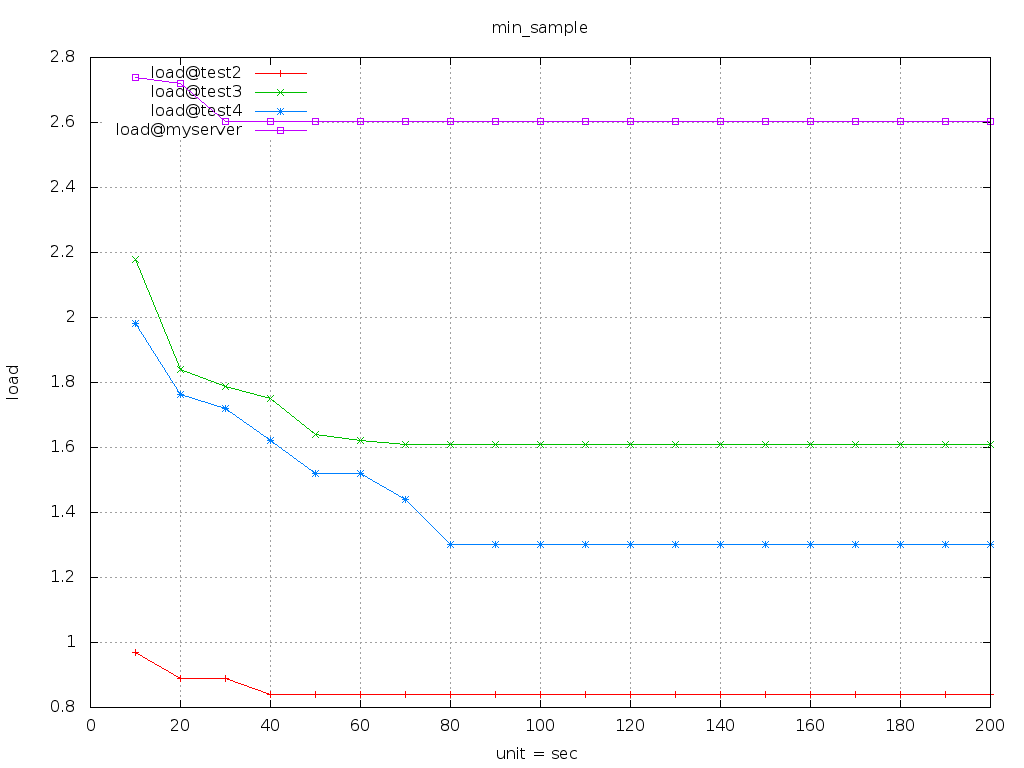 min_sample
2.8
load@test2
load@test3
load@test4
2.6
load@myserver
2.4
2.2
2
1.8
load
1.6
1.4
1.2
1
0.8
0 20 40 60 80 100 120 140 160 180 200
unit = sec